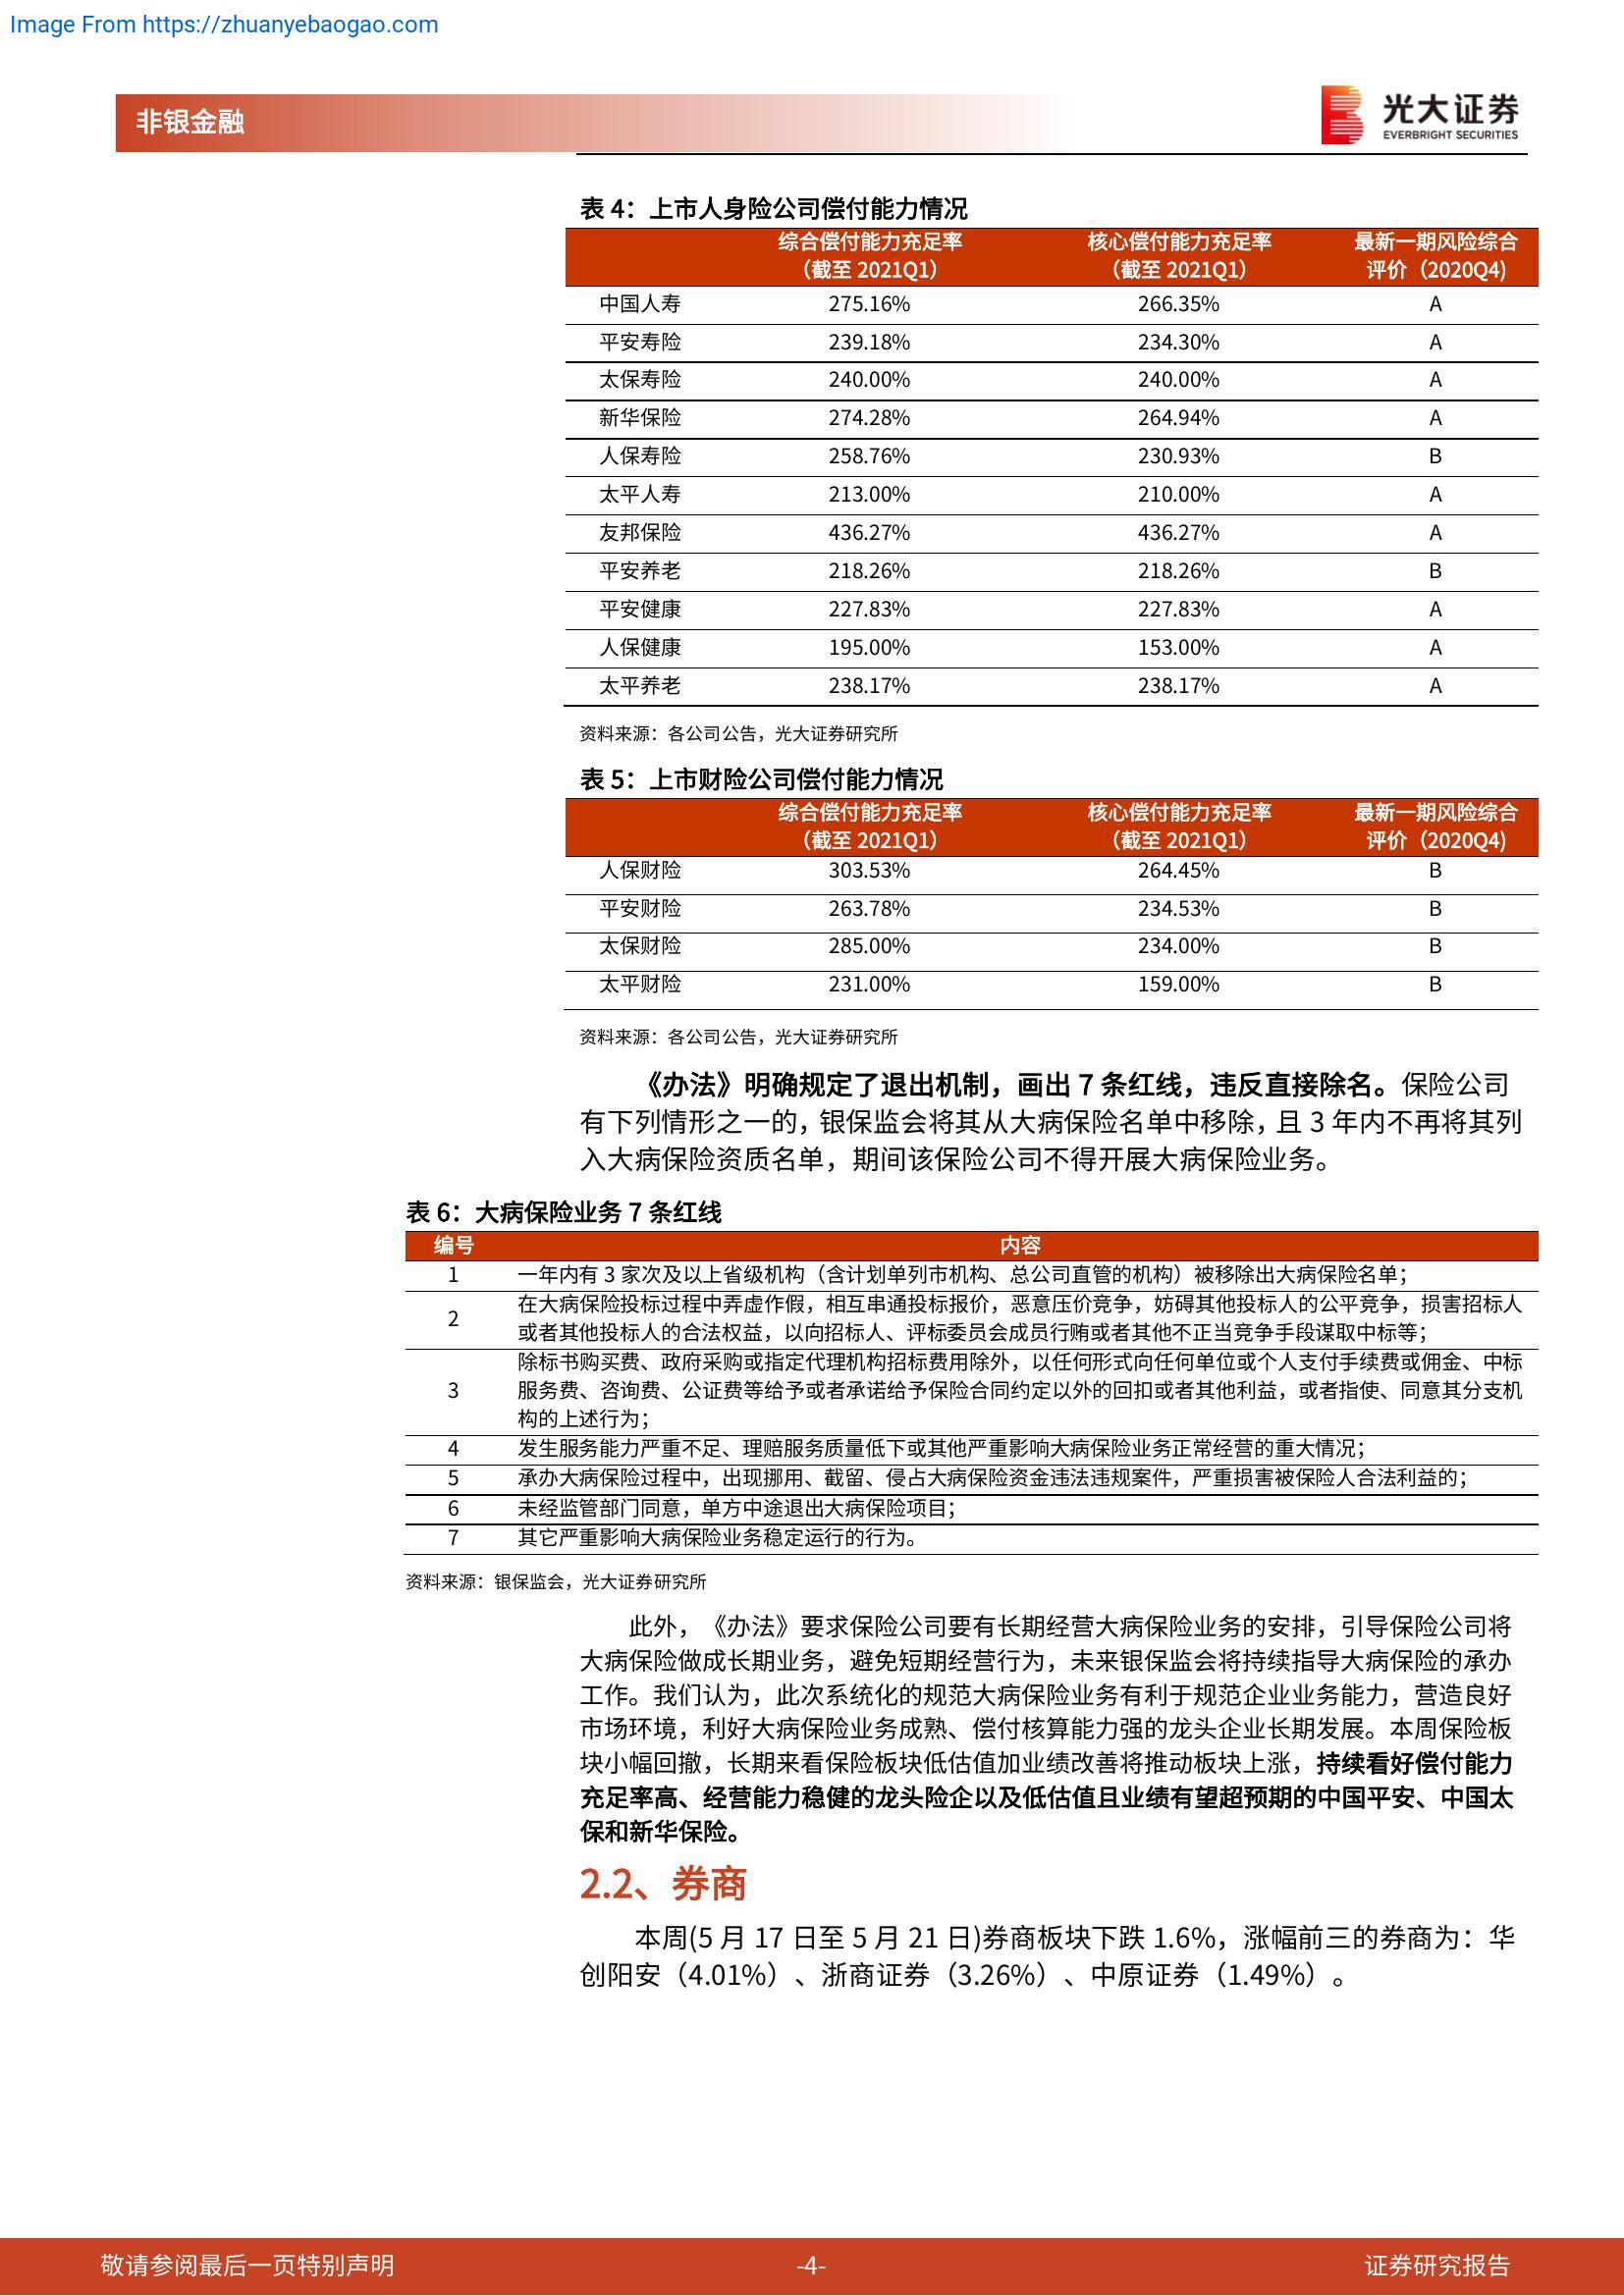 Image From https://zhuanyebaogao.com
非银金融
光大证券
EVERBRIGHT SECURITIES
表 4：上市人身险公司偿付能力情况
综合偿付能力充足率 核心偿付能力充足率 最新一期风险综合
（截至 2021Q1） （截至 2021Q1） 评价（2020Q4)
中国人寿 275.16% 266.35% A
平安寿险 239.18% 234.30% A
太保寿险 240.00% 240.00% A
新华保险 274.28% 264.94% A
人保寿险 258.76% 230.93% B
太平人寿 213.00% 210.00% A
友邦保险 436.27% 436.27% A
平安养老 218.26% 218.26% B
平安健康 227.83% 227.83% A
人保健康 195.00% 153.00% A
太平养老 238.17% 238.17% A
资料来源：各公司公告，光大证券研究所
表 5：上市财险公司偿付能力情况
综合偿付能力充足率 核心偿付能力充足率 最新一期风险综合
（截至 2021Q1） （截至 2021Q1） 评价（2020Q4)
人保财险 303.53% 264.45% B
平安财险 263.78% 234.53% B
太保财险 285.00% 234.00% B
太平财险 231.00% 159.00% B
资料来源：各公司公告，光大证券研究所
《办法》明确规定了退出机制，画出 7 条红线，违反直接除名。保险公司
有下列情形之一的，银保监会将其从大病保险名单中移除，且 3 年内不再将其列
入大病保险资质名单，期间该保险公司不得开展大病保险业务。
表 6：大病保险业务 7 条红线
编号 内容
1 一年内有 3 家次及以上省级机构（含计划单列市机构、总公司直管的机构）被移除出大病保险名单；
2 在大病保险投标过程中弄虚作假，相互串通投标报价，恶意压价竞争，妨碍其他投标人的公平竞争，损害招标人
或者其他投标人的合法权益，以向招标人、评标委员会成员行贿或者其他不正当竞争手段谋取中标等；
3 除标书购买费、政府采购或指定代理机构招标费用除外，以任何形式向任何单位或个人支付手续费或佣金、中标
服务费、咨询费、公证费等给予或者承诺给予保险合同约定以外的回扣或者其他利益，或者指使、同意其分支机
构的上述行为；
4 发生服务能力严重不足、理赔服务质量低下或其他严重影响大病保险业务正常经营的重大情况；
5 承办大病保险过程中，出现挪用、截留、侵占大病保险资金违法违规案件，严重损害被保险人合法利益的；
6 未经监管部门同意，单方中途退出大病保险项目；
7 其它严重影响大病保险业务稳定运行的行为。
资料来源：银保监会，光大证券研究所
此外，《办法》要求保险公司要有长期经营大病保险业务的安排，引导保险公司将
大病保险做成长期业务，避免短期经营行为，未来银保监会将持续指导大病保险的承办
工作。我们认为，此次系统化的规范大病保险业务有利于规范企业业务能力，营造良好
市场环境，利好大病保险业务成熟、偿付核算能力强的龙头企业长期发展。本周保险板
块小幅回撤，长期来看保险板块低估值加业绩改善将推动板块上涨，持续看好偿付能力
充足率高、经营能力稳健的龙头险企以及低估值且业绩有望超预期的中国平安、中国太
保和新华保险。
2.2、券商
本周(5 月 17 日至 5 月 21 日)券商板块下跌 1.6%，涨幅前三的券商为：华
创阳安（4.01%）、浙商证券（3.26%）、中原证券（1.49%）。
敬请参阅最后一页特别声明 -4- 证券研究报告